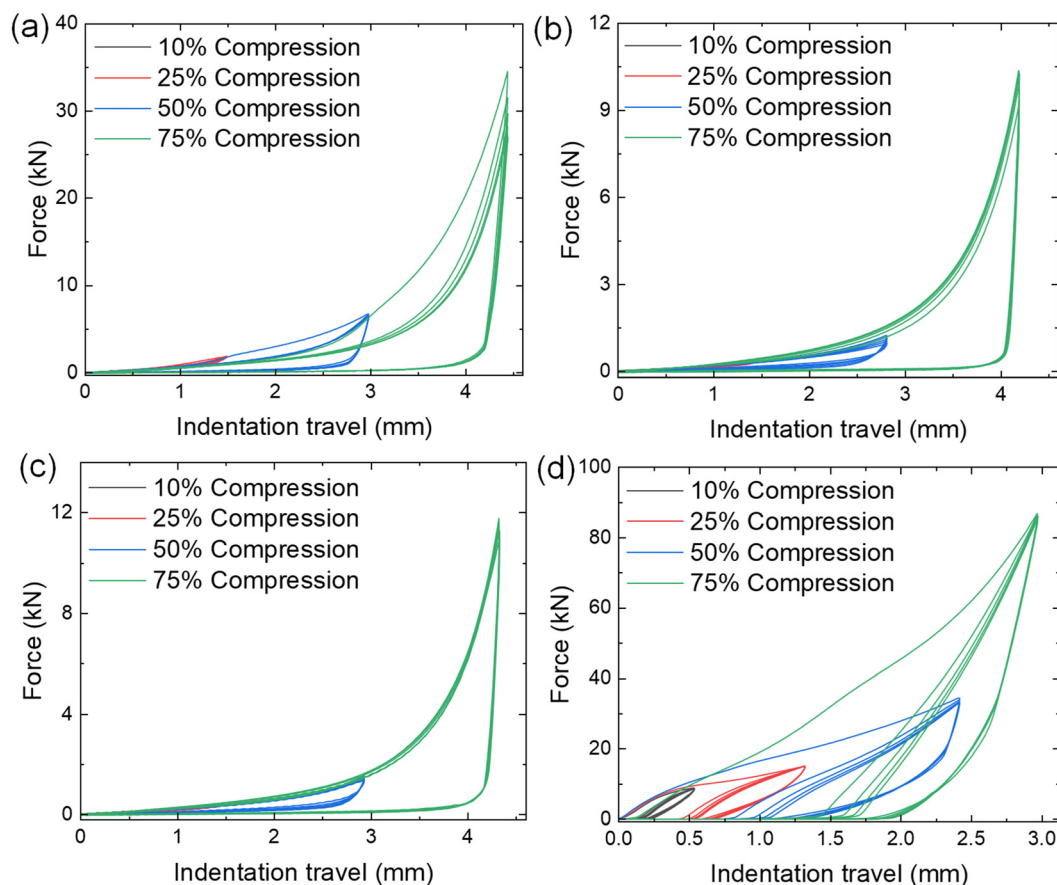 (a)
40
30
20
10
0
Force (kN)
10% Compression
25% Compression
50% Compression
75% Compression
0 1 2 3 4
Indentation travel (mm)
(b)
12
9
6
3
0
Force (kN)
10% Compression
25% Compression
50% Compression
75% Compression
0 1 2 3 4
Indentation travel (mm)
(c)
12
8
4
0
Force (kN)
10% Compression
25% Compression
50% Compression
75% Compression
0 1 2 3 4
Indentation travel (mm)
(d)
100
80
60
40
20
0
Force (kN)
10% Compression
25% Compression
50% Compression
75% Compression
0.0 0.5 1.0 1.5 2.0 2.5 3.0
Indentation travel (mm)